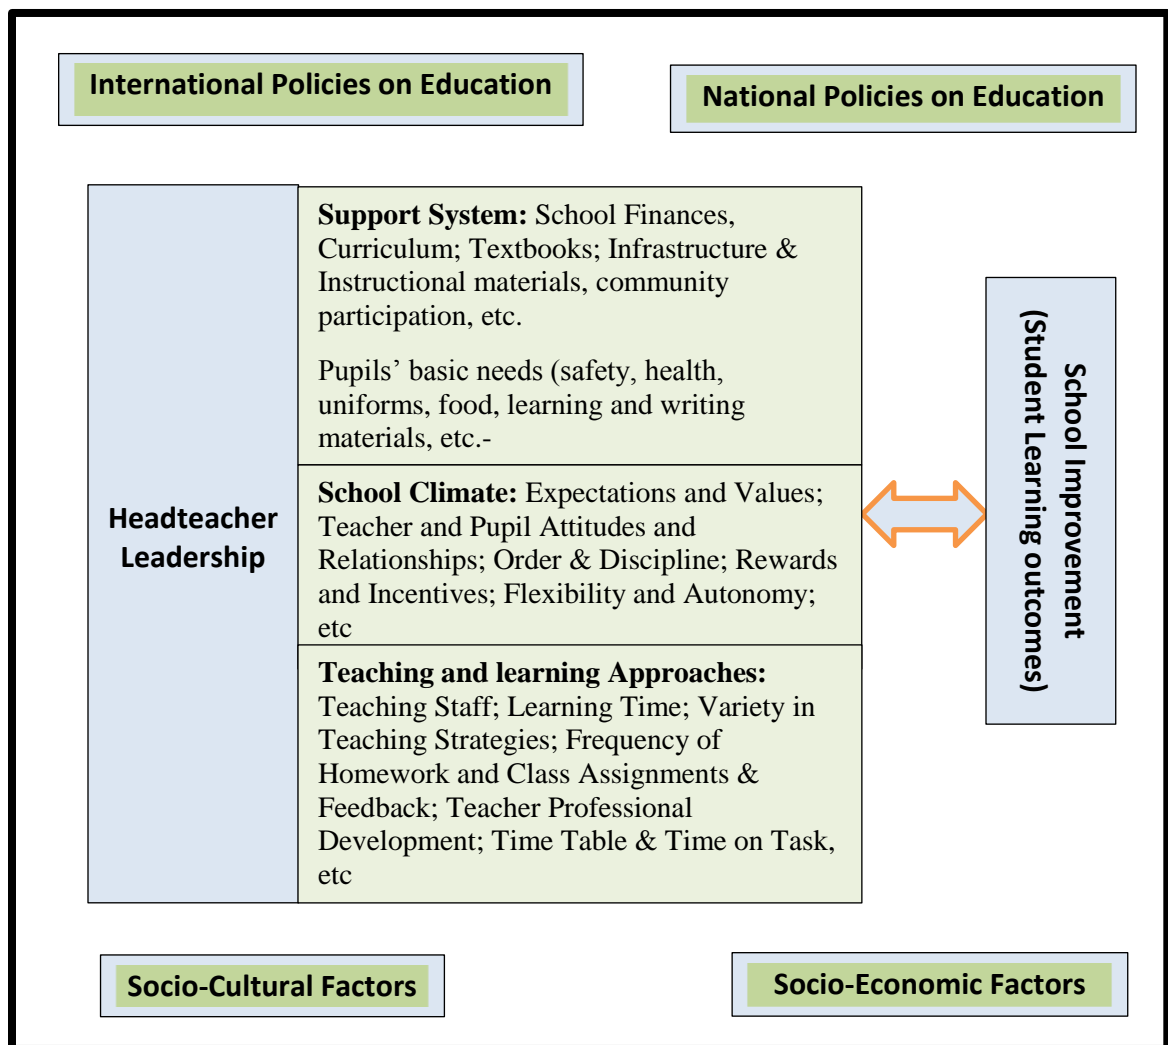 International Policies on Education
National Policies on Education
Headteacher
Leadership
Support System: School Finances,
Curriculum; Textbooks; Infrastructure &
Instructional materials, community
participation, etc.
Pupils’ basic needs (safety, health,
uniforms, food, learning and writing
materials, etc.-
School Climate: Expectations and Values;
Teacher and Pupil Attitudes and
Relationships; Order & Discipline; Rewards
and Incentives; Flexibility and Autonomy;
etc
Teaching and learning Approaches:
Teaching Staff; Learning Time; Variety in
Teaching Strategies; Frequency of
Homework and Class Assignments &
Feedback; Teacher Professional
Development; Time Table & Time on Task,
etc
School Improvement
(Student Learning outcomes)
Socio-Cultural Factors
Socio-Economic Factors